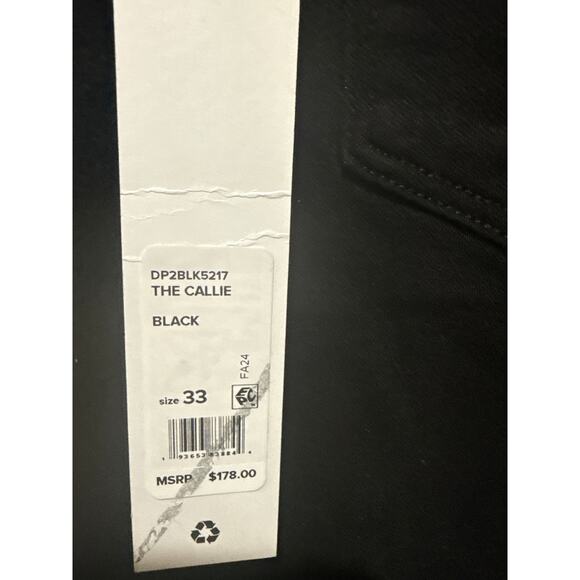 DP2BLK5217
THE CALLIE
BLACK
FA24
size 33
MSRP $178.00